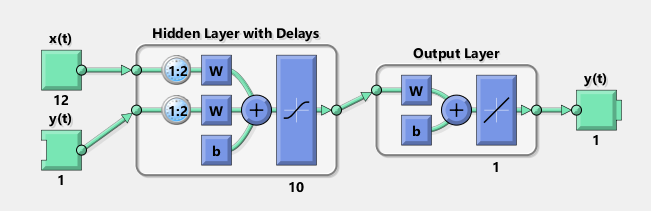 Hidden Layer with Delays
x(t)
1:2
W
12
y(t)
1:2
W
b
1
10
Output Layer
W
b
1
y(t)
1